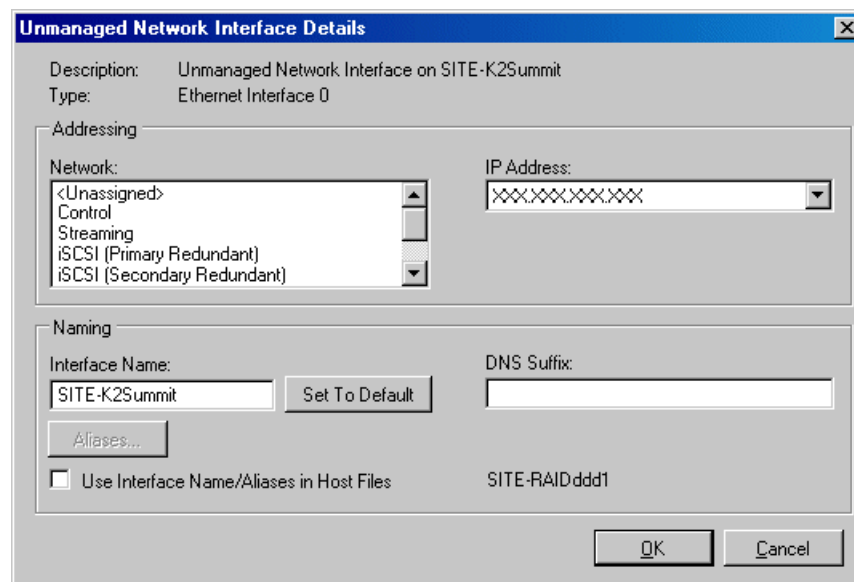 Unmanaged Network Interface Details
Description: Unmanaged Network Interface on SITE-K2Summit
Type: Ethernet Interface 0
Addressing
Network: IP Address:
<Unassigned> XXX.XXX.XXX.XXX
Control
Streaming
iSCSI (Primary Redundant)
iSCSI (Secondary Redundant)
Naming
Interface Name: DNS Suffix:
SITE-K2Summit Set To Default
Aliases...
Use Interface Name/Aliases in Host Files SITE-RAIDddd1
OK Cancel